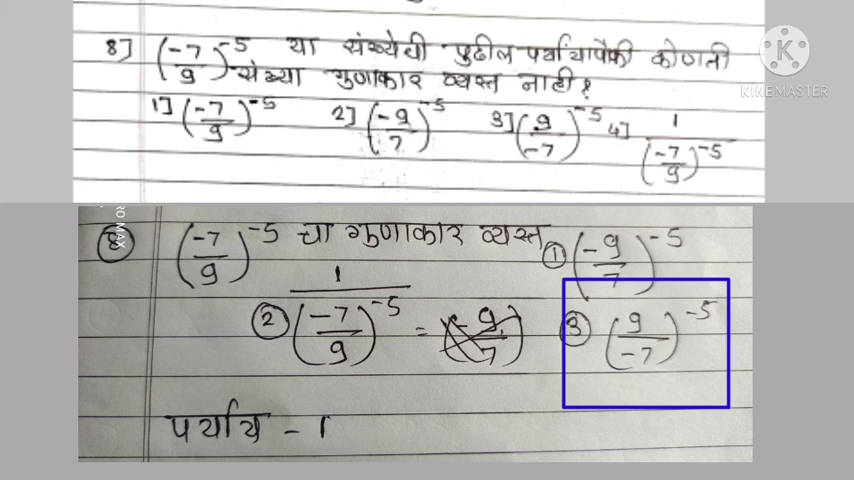 8] (-7/9)^-5 या संख्येची पुढील पर्यायापैकी कोणती
संख्या गुणाकार व्यस्त नाही?
1] (-7/9)^-5 2] (-9/7)^-5 3] (9/-7)^-5 4] 1/(-7/9)^-5
KINEMASTER
RO MAX
8 (-7/9)^-5 चा गुणाकार व्यस्त 1 (-9/7)^-5
2 1/(-7/9)^-5 = (-9/7) 3 (9/-7)^-5
पर्याय - 1